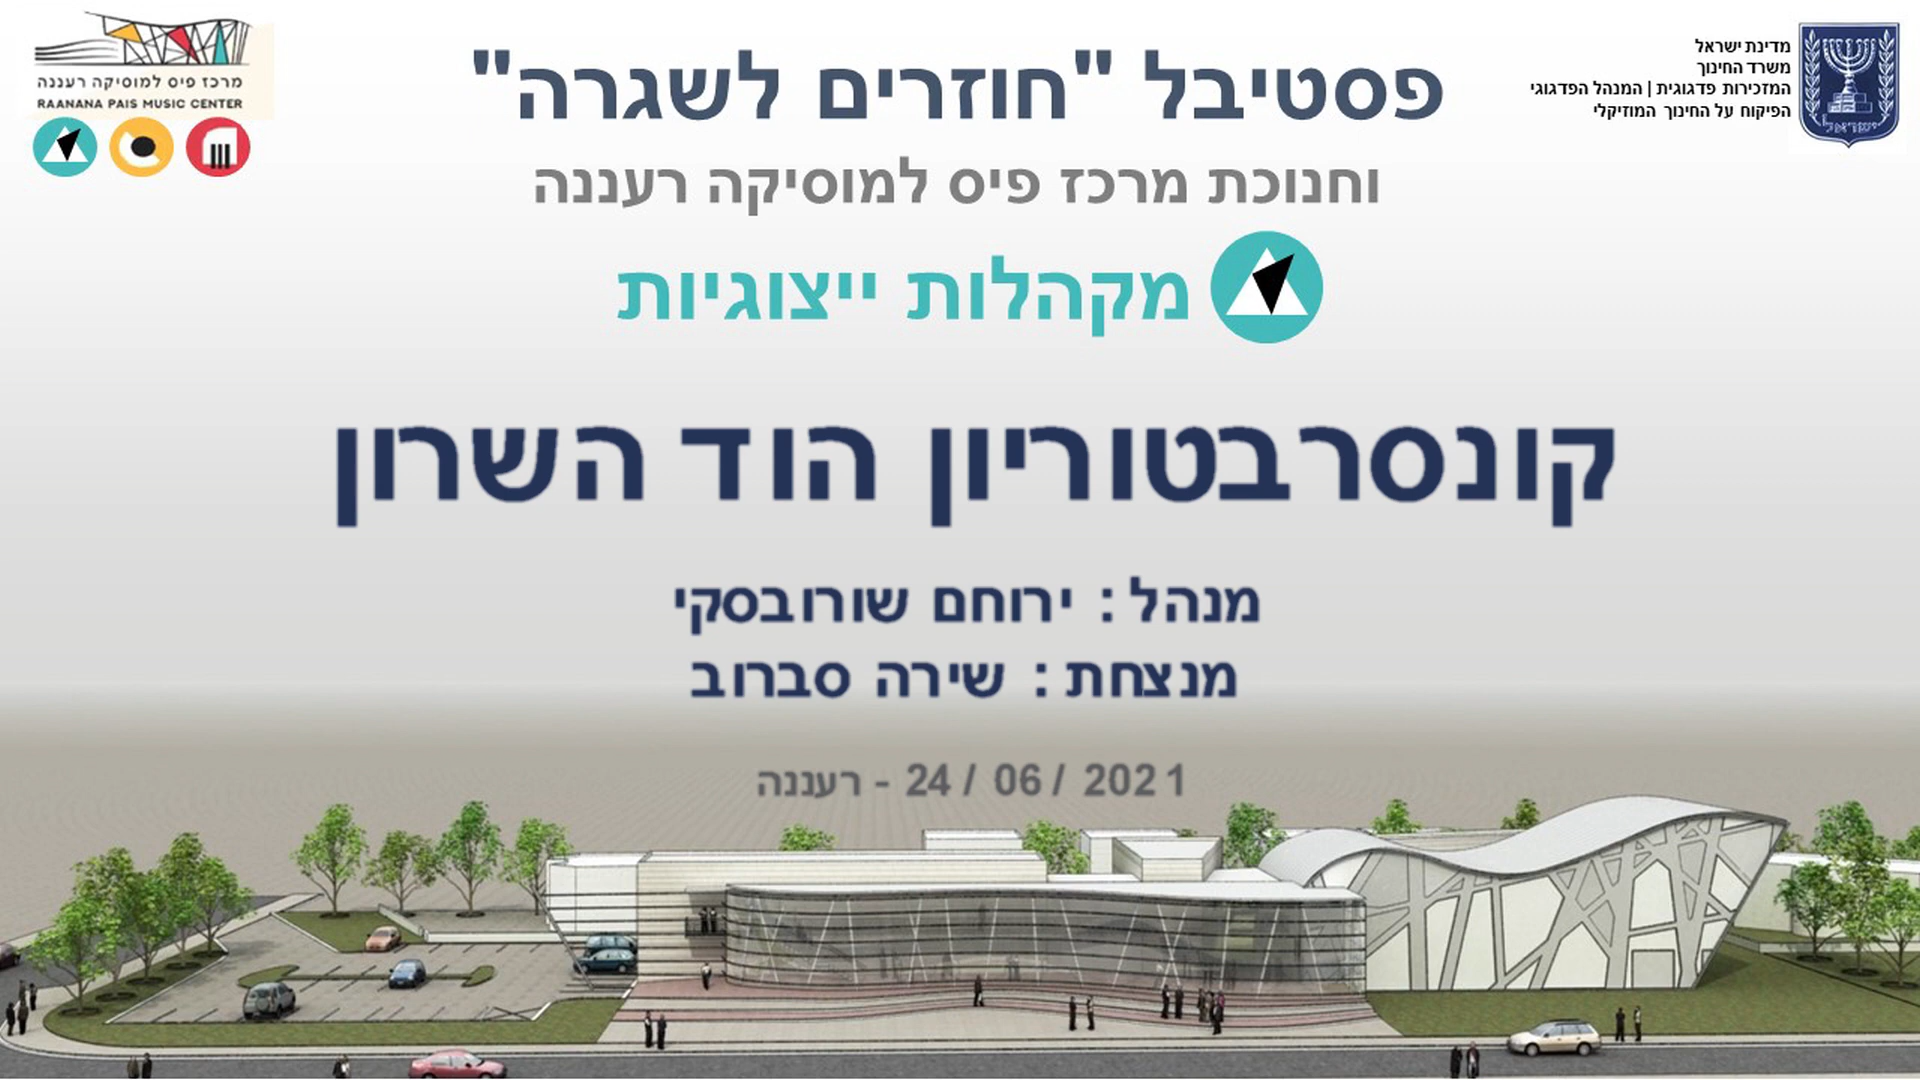 מרכז פיס למוסיקה רעננה
RAANANA PAIS MUSIC CENTER
מדינת ישראל
משרד החינוך
המזכירות פדגוגית | המנהל הפדגוגי
הפיקוח על החינוך המוזיקלי
ישראל
פסטיבל "חוזרים לשגרה"
וחנוכת מרכז פיס למוסיקה רעננה
מקהלות ייצוגיות
קונסרבטוריון הוד השרון
מנהל : ירוחם שורובסקי
מנצחת : שירה סברוב
24 / 06 / 2021 - רעננה